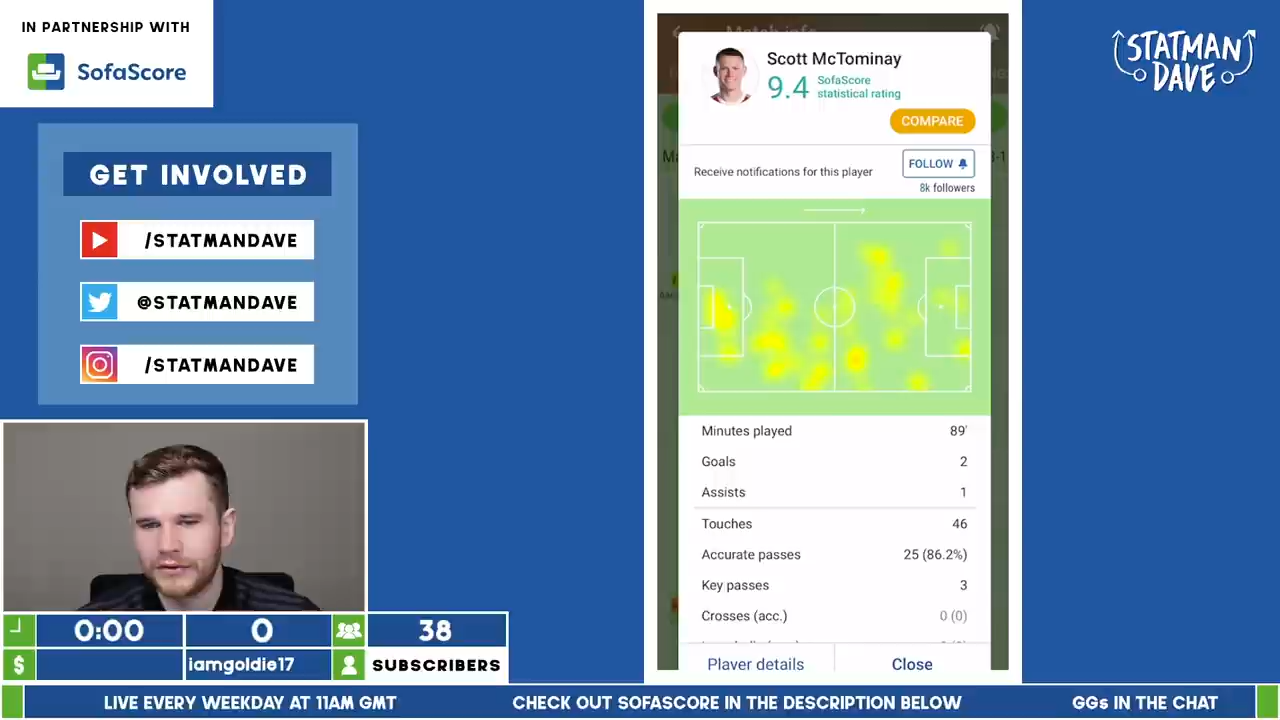 IN PARTNERSHIP WITH
SofaScore
GET INVOLVED
/STATMANDAVE
@STATMANDAVE
/STATMANDAVE
0:00
0
38
$
iamgoldie17
SUBSCRIBERS
Match info
Scott McTominay
9.4
SofaScore
statistical rating
COMPARE
Receive notifications for this player
FOLLOW
8k followers
Minutes played 89'
Goals 2
Assists 1
Touches 46
Accurate passes 25 (86.2%)
Key passes 3
Crosses (acc.) 0 (0)
Player details
Close
STATMAN
DAVE
LIVE EVERY WEEKDAY AT 11AM GMT
CHECK OUT SOFASCORE IN THE DESCRIPTION BELOW
GGs IN THE CHAT